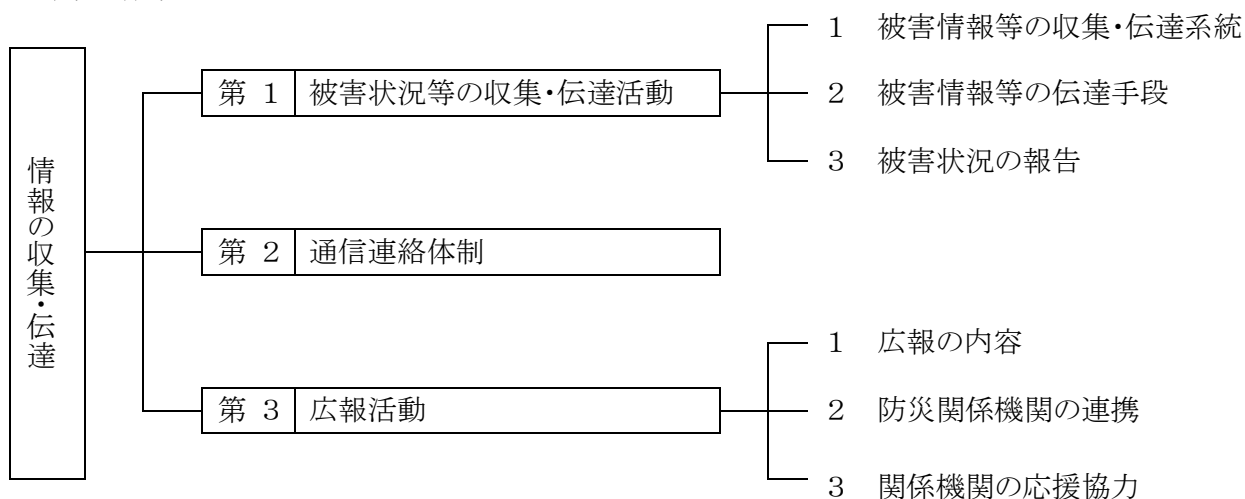 情報の収集・伝達
第 1 被害状況等の収集・伝達活動
1 被害情報等の収集・伝達系統
2 被害情報等の伝達手段
3 被害状況の報告
第 2 通信連絡体制
第 3 広報活動
1 広報の内容
2 防災関係機関の連携
3 関係機関の応援協力